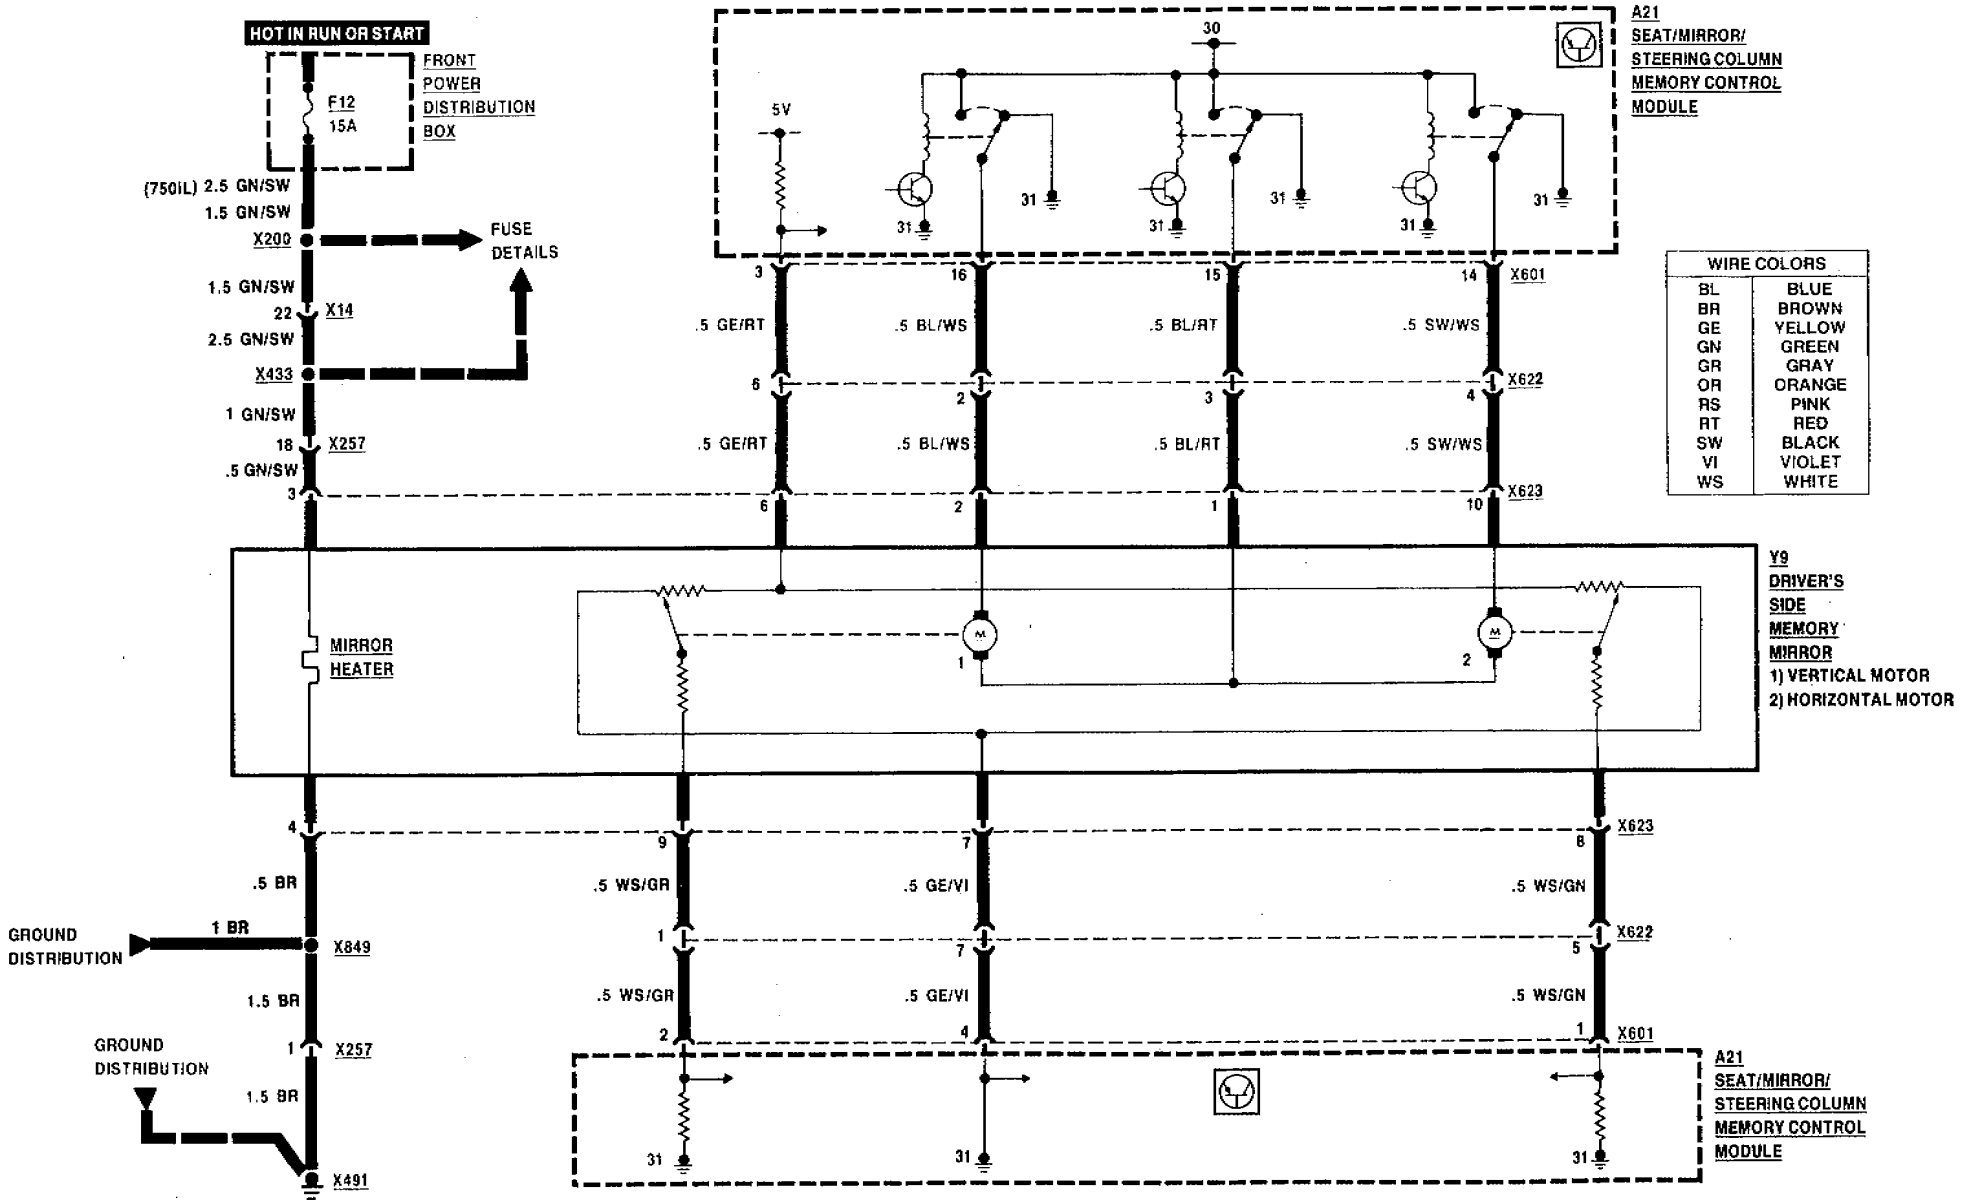 HOT IN RUN OR START
FRONT
POWER
DISTRIBUTION
BOX
F12
15A
(750iL) 2.5 GN/SW
1.5 GN/SW
X200
FUSE
DETAILS
1.5 GN/SW
22
X14
2.5 GN/SW
X433
1 GN/SW
18
X257
.5 GN/SW
3
A21
SEAT/MIRROR/
STEERING COLUMN
MEMORY CONTROL
MODULE
30
5V
31
31
31
31
31
31
3
16
15
14
X601
.5 GE/RT
.5 BL/WS
.5 BL/RT
.5 SW/WS
6
2
3
4
X622
.5 GE/RT
.5 BL/WS
.5 BL/RT
.5 SW/WS
6
2
1
10
X623
WIRE COLORS
BL BLUE
BR BROWN
GE YELLOW
GN GREEN
GR GRAY
OR ORANGE
RS PINK
RT RED
SW BLACK
VI VIOLET
WS WHITE
MIRROR
HEATER
M
1
M
2
Y9
DRIVER'S
SIDE
MEMORY
MIRROR
1) VERTICAL MOTOR
2) HORIZONTAL MOTOR
4
9
7
8
X623
.5 BR
.5 WS/GR
.5 GE/VI
.5 WS/GN
GROUND
DISTRIBUTION
1 BR
X849
1
7
5
X622
1.5 BR
.5 WS/GR
.5 GE/VI
.5 WS/GN
GROUND
DISTRIBUTION
1
X257
2
4
1
X601
1.5 BR
X491
31
31
31
A21
SEAT/MIRROR/
STEERING COLUMN
MEMORY CONTROL
MODULE